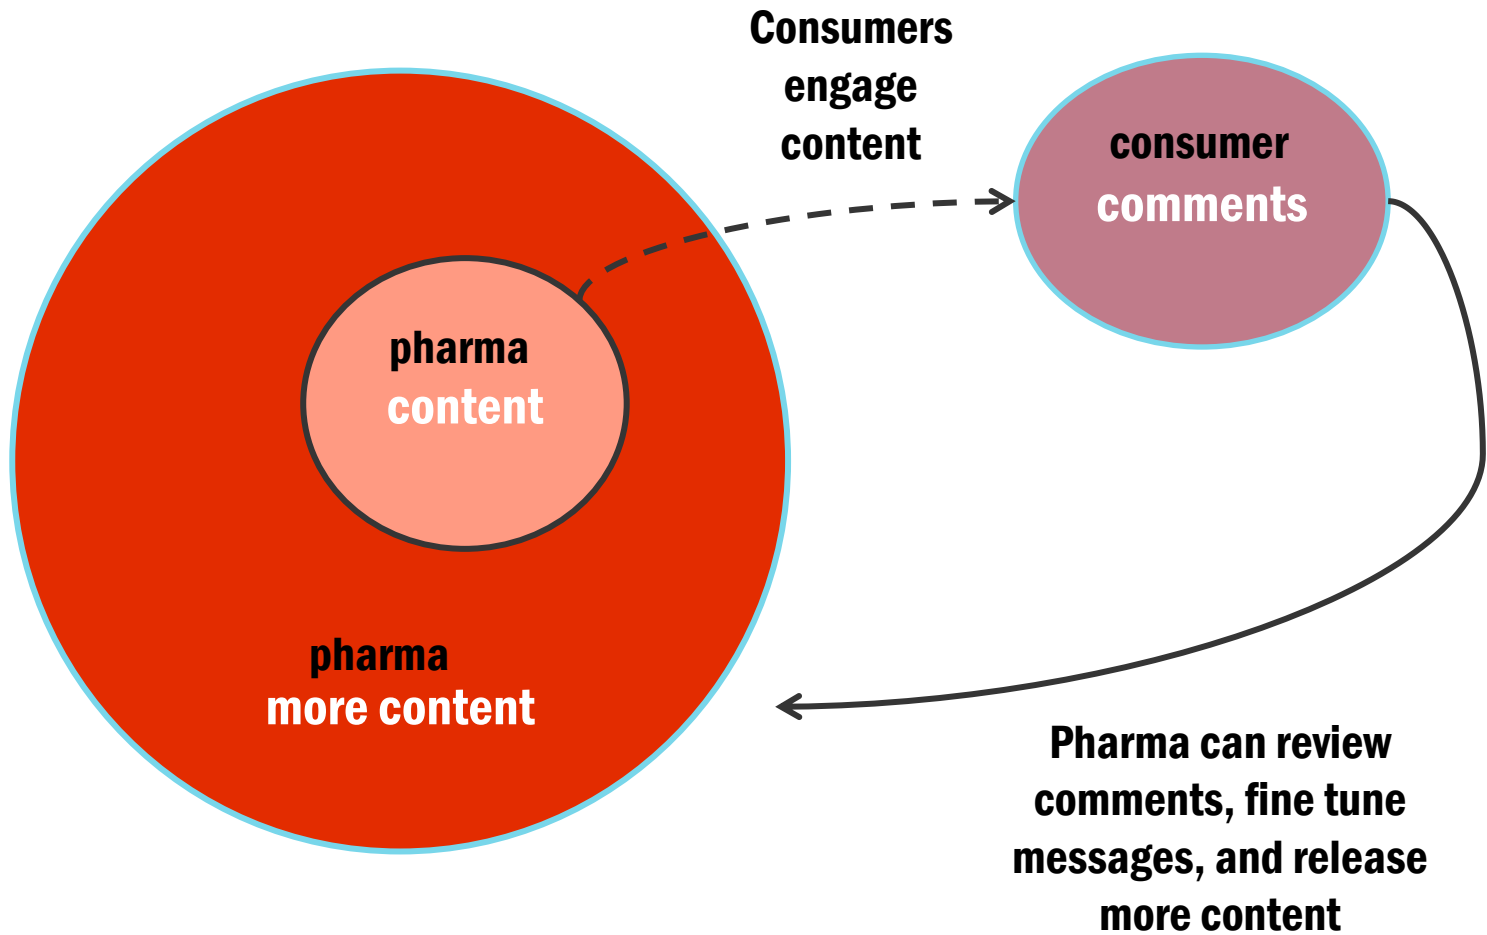 Consumers
engage
content
consumer
comments
pharma
content
pharma
more content
Pharma can review
comments, fine tune
messages, and release
more content